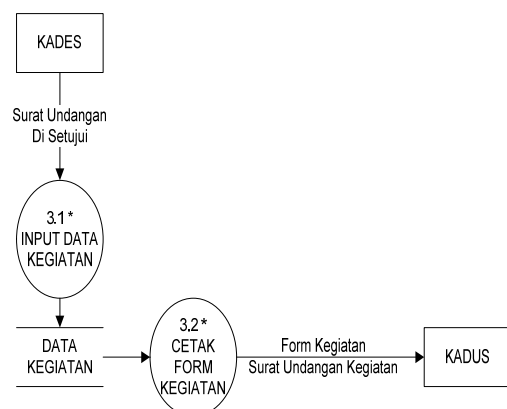 KADES
Surat Undangan
Di Setujui
3.1 *
INPUT DATA
KEGIATAN
DATA
KEGIATAN
3.2 *
CETAK
FORM
KEGIATAN
Form Kegiatan
Surat Undangan Kegiatan
KADUS